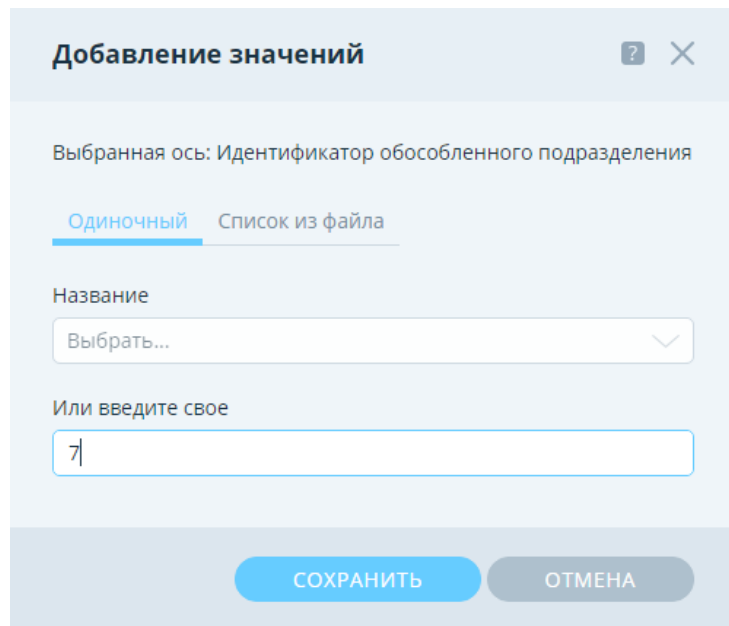 Добавление значений
?
Выбранная ось: Идентификатор обособленного подразделения
Одиночный Список из файла
Название
Выбрать...
Или введите свое
7
СОХРАНИТЬ ОТМЕНА